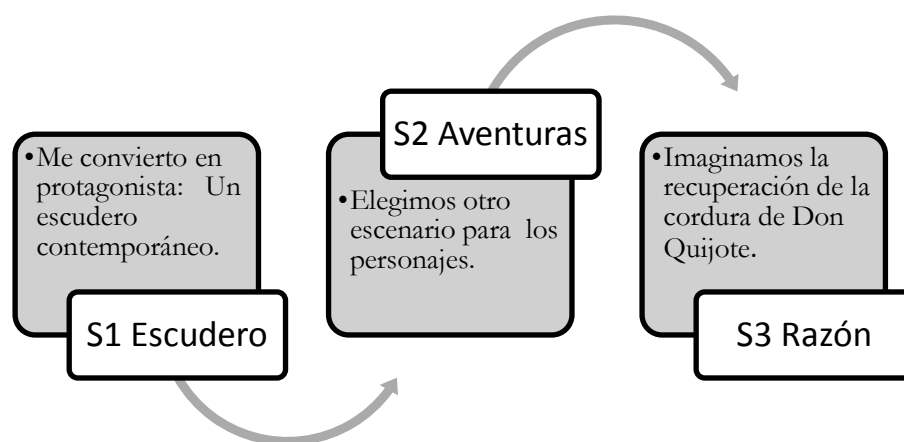 •Me convierto en
protagonista: Un
escudero
contemporáneo.
S1 Escudero
S2 Aventuras
•Elegimos otro
escenario para los
personajes.
•Imaginamos la
recuperación de la
cordura de Don
Quijote.
S3 Razón